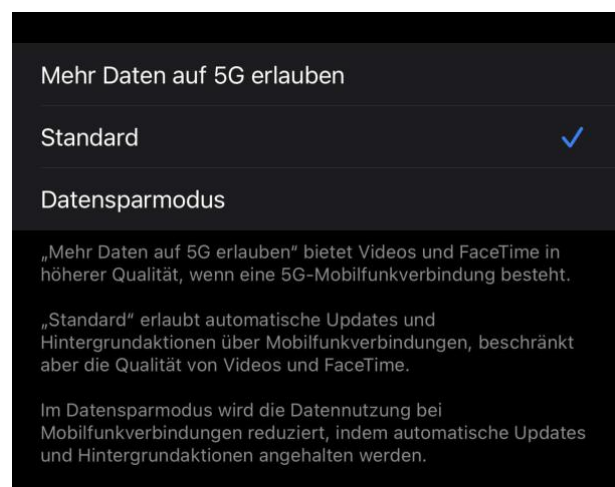 Mehr Daten auf 5G erlauben
Standard
Datensparmodus
„Mehr Daten auf 5G erlauben“ bietet Videos und FaceTime in
höherer Qualität, wenn eine 5G-Mobilfunkverbindung besteht.
„Standard“ erlaubt automatische Updates und
Hintergrundaktionen über Mobilfunkverbindungen, beschränkt
aber die Qualität von Videos und FaceTime.
Im Datensparmodus wird die Datennutzung bei
Mobilfunkverbindungen reduziert, indem automatische Updates
und Hintergrundaktionen angehalten werden.